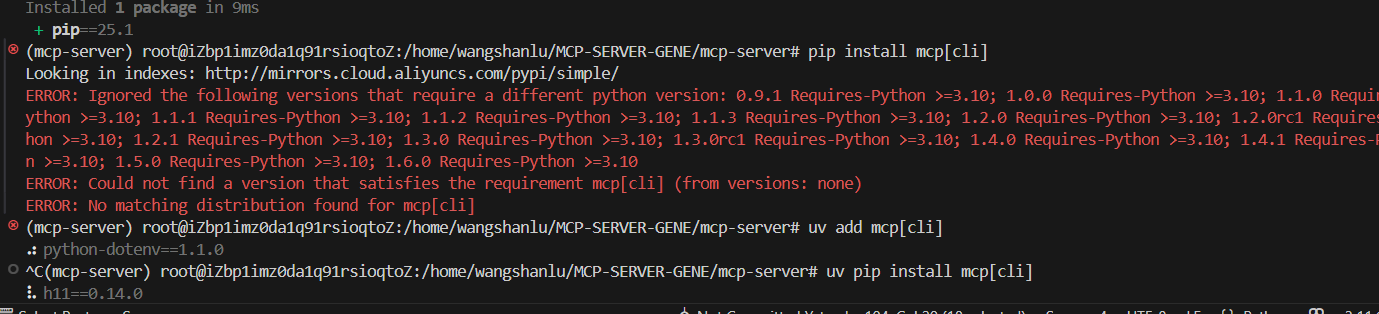 Installed 1 package in 9ms
+ pip==25.1
(mcp-server) root@iZbp1imz0da1q91rsioqtoZ:/home/wangshanlu/MCP-SERVER-GENE/mcp-server# pip install mcp[cli]
Looking in indexes: http://mirrors.cloud.aliyuncs.com/pypi/simple/
ERROR: Ignored the following versions that require a different python version: 0.9.1 Requires-Python >=3.10; 1.0.0 Requires-Python >=3.10; 1.1.0 Requir
ython >=3.10; 1.1.1 Requires-Python >=3.10; 1.1.2 Requires-Python >=3.10; 1.1.3 Requires-Python >=3.10; 1.2.0 Requires-Python >=3.10; 1.2.0rc1 Requires
hon >=3.10; 1.2.1 Requires-Python >=3.10; 1.3.0 Requires-Python >=3.10; 1.3.0rc1 Requires-Python >=3.10; 1.4.0 Requires-Python >=3.10; 1.4.1 Requires-P
n >=3.10; 1.5.0 Requires-Python >=3.10; 1.6.0 Requires-Python >=3.10
ERROR: Could not find a version that satisfies the requirement mcp[cli] (from versions: none)
ERROR: No matching distribution found for mcp[cli]
(mcp-server) root@iZbp1imz0da1q91rsioqtoZ:/home/wangshanlu/MCP-SERVER-GENE/mcp-server# uv add mcp[cli]
python-dotenv==1.1.0
^C(mcp-server) root@iZbp1imz0da1q91rsioqtoZ:/home/wangshanlu/MCP-SERVER-GENE/mcp-server# uv pip install mcp[cli]
h11==0.14.0